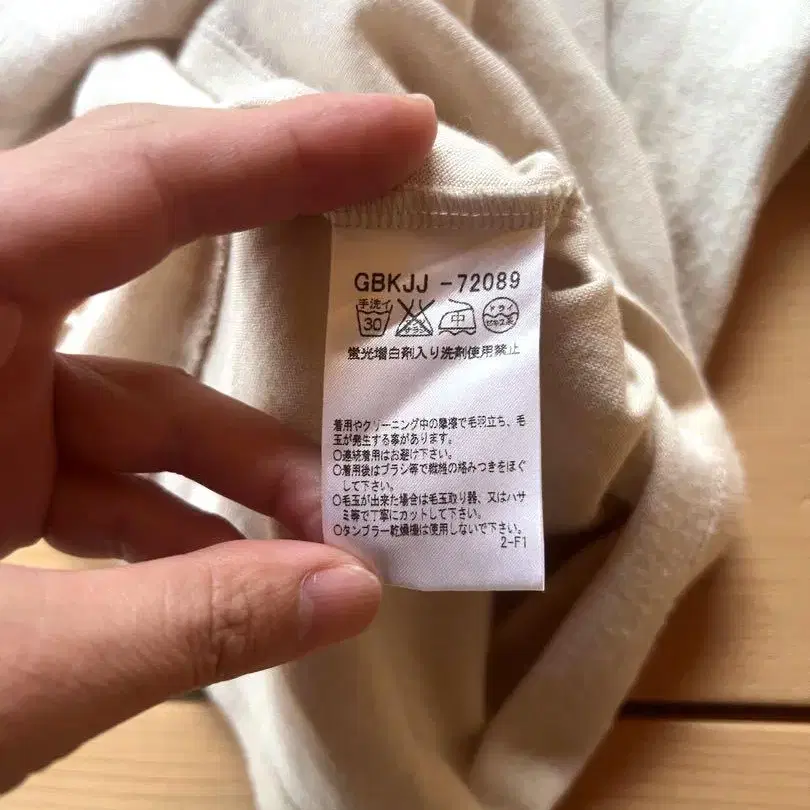 GBKJJ -72089
手洗イ
30
中
ドライ
蛍光増白剤入り洗剤使用禁止
着用やクリーニング中の摩擦で毛羽立ち、毛
玉が発生する事があります。
○連続着用はお避け下さい。
○着用後はブラシ等で繊維の絡みつきをほぐ
して下さい。
○毛玉が出来た場合は毛玉取り器、又はハサ
ミ等で丁寧にカットして下さい。
○タンブラー乾燥機は使用しないで下さい。
2-F1